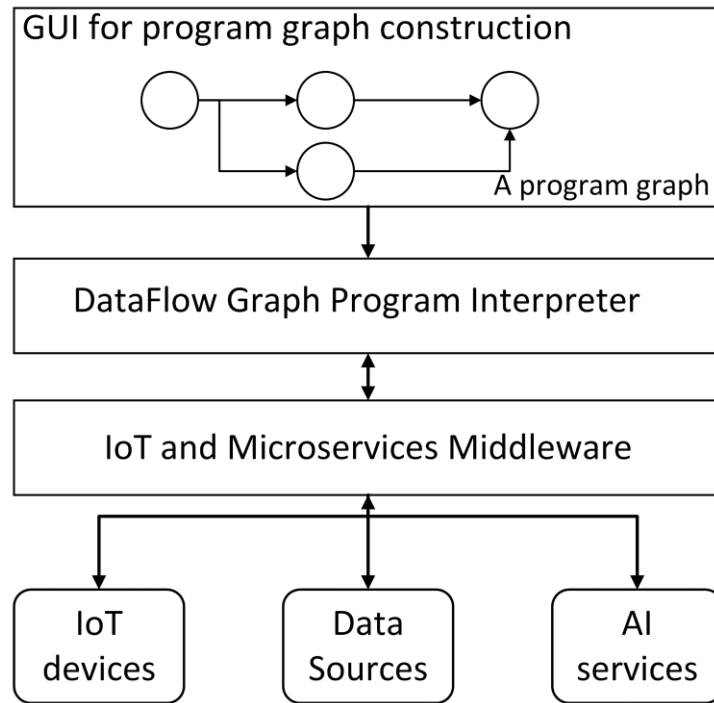 GUI for program graph construction
A program graph
DataFlow Graph Program Interpreter
IoT and Microservices Middleware
IoT
devices
Data
Sources
AI
services